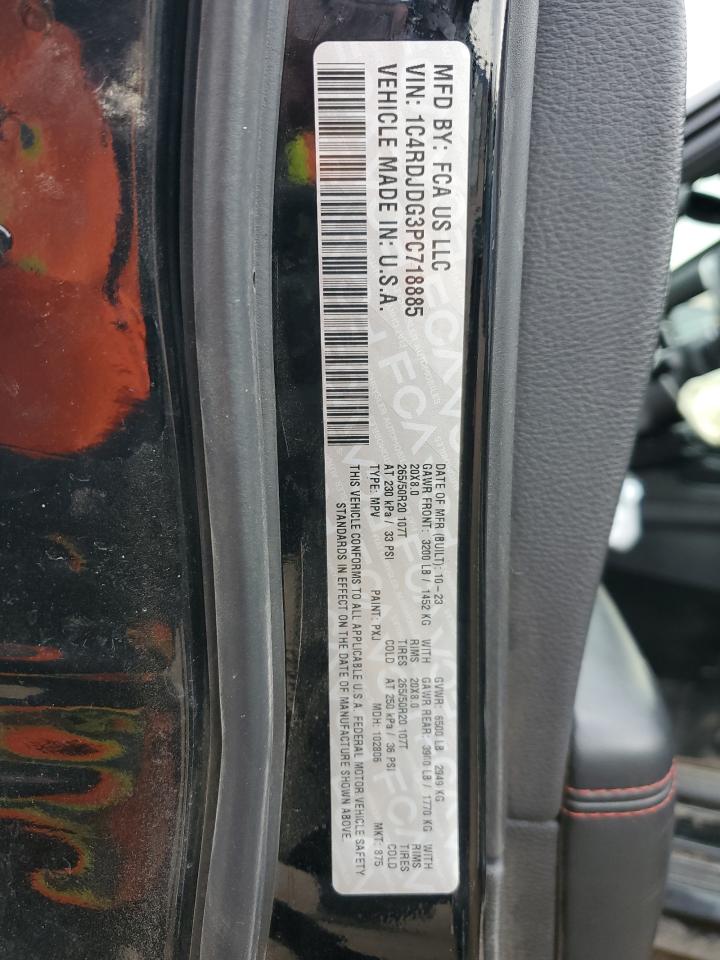 MFD BY: FCA US LLC
VIN: 1C4RDJDG3PC718885
VEHICLE MADE IN: U.S.A.
DATE OF MFR (BUILT): 10-23 GVWR: 6500 LB 2949 KG
GAWR FRONT: 3200 LB / 1452 KG WITH GAWR REAR: 3900 LB / 1770 KG WITH
20X8.0 RIMS 20X8.0 RIMS
265/50R20 107T TIRES 265/50R20 107T TIRES
AT 230 kPa / 33 PSI COLD AT 250 kPa / 36 PSI COLD
TYPE: MPV PAINT: PXJ MDH: 102806 MKT: 875
THIS VEHICLE CONFORMS TO ALL APPLICABLE U.S.A. FEDERAL MOTOR VEHICLE SAFETY
STANDARDS IN EFFECT ON THE DATE OF MANUFACTURE SHOWN ABOVE
FCA